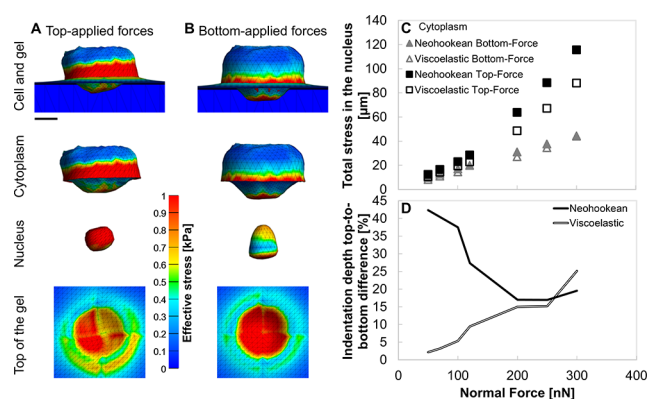 A Top-applied forces
B Bottom-applied forces
Cell and gel
Cytoplasm
Nucleus
Top of the gel
1
0.9
0.8
0.7
0.6
0.5
0.4
0.3
0.2
0.1
0
Effective stress [kPa]
C
Cytoplasm
Neohookean Bottom-Force
Viscoelastic Bottom-Force
Neohookean Top-Force
Viscoelastic Top-Force
Total stress in the nucleus
[µm]
140
120
100
80
60
40
20
0
D
Neohookean
Viscoelastic
Indentation depth top-to-
bottom difference [%]
45
40
35
30
25
20
15
10
5
0
0 100 200 300 400
Normal Force [nN]